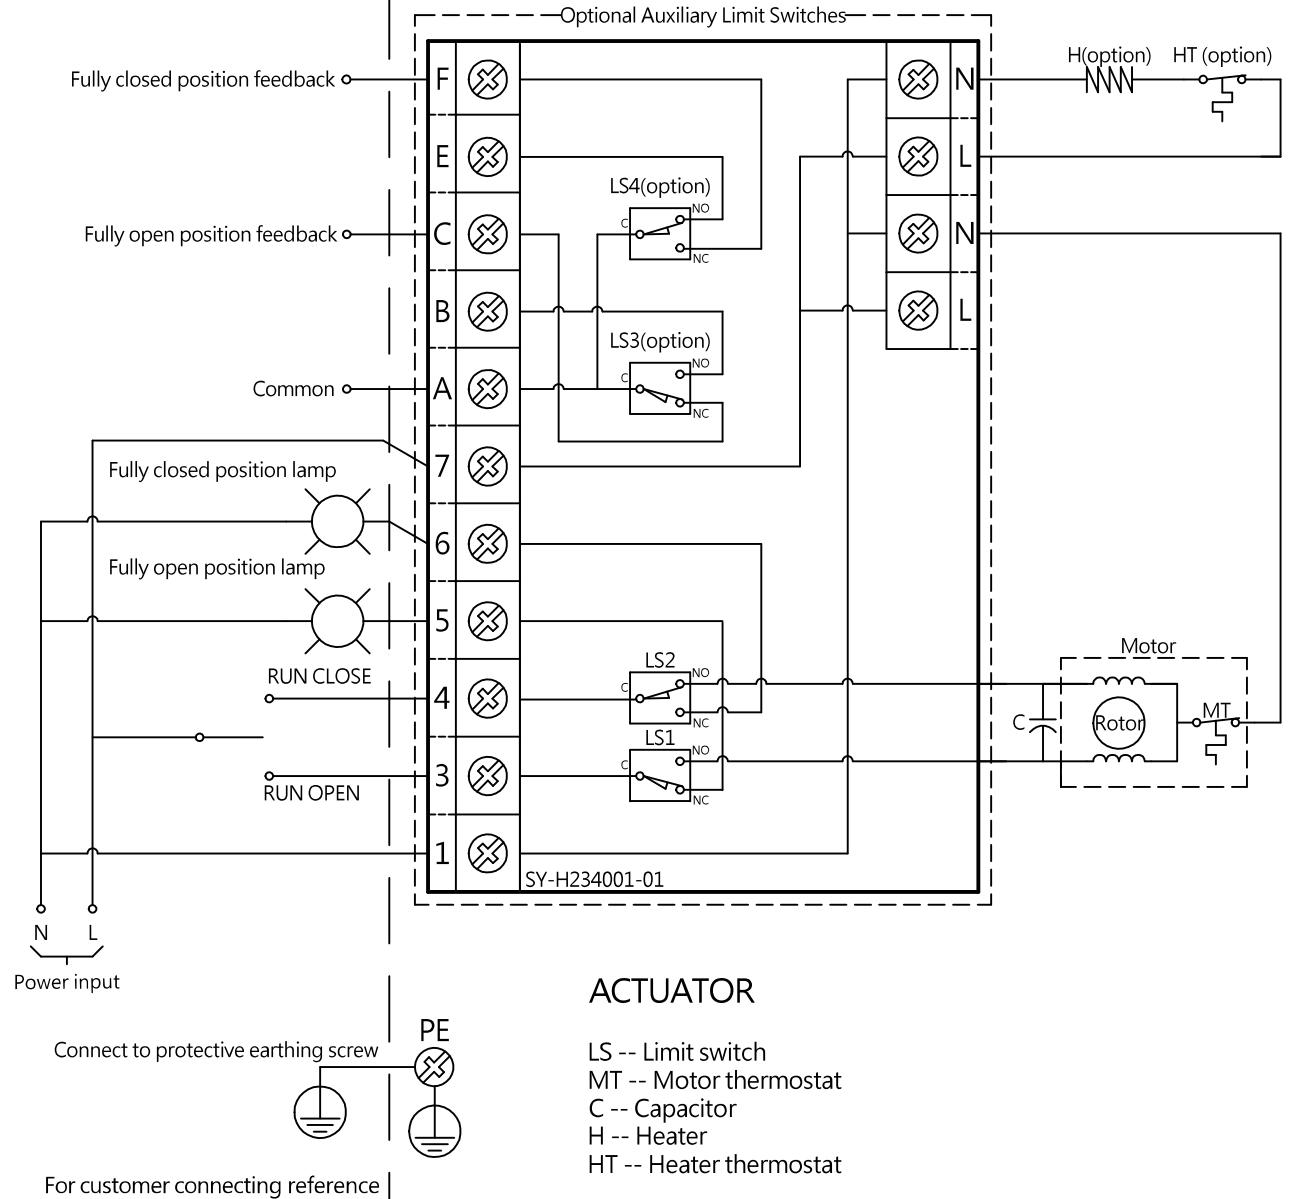 Optional Auxiliary Limit Switches
H(option) HT (option)
Fully closed position feedback F N
E L
LS4(option)
C NO
NC
Fully open position feedback C N
B L
LS3(option)
C NO
NC
Common A
7
Fully closed position lamp
6
Fully open position lamp
5
RUN CLOSE
4
LS2
C NO
NC
RUN OPEN
3
LS1
C NO
NC
Motor
C Rotor MT
1
SY-H234001-01
N L
Power input
ACTUATOR
PE
Connect to protective earthing screw
LS -- Limit switch
MT -- Motor thermostat
C -- Capacitor
H -- Heater
HT -- Heater thermostat
For customer connecting reference